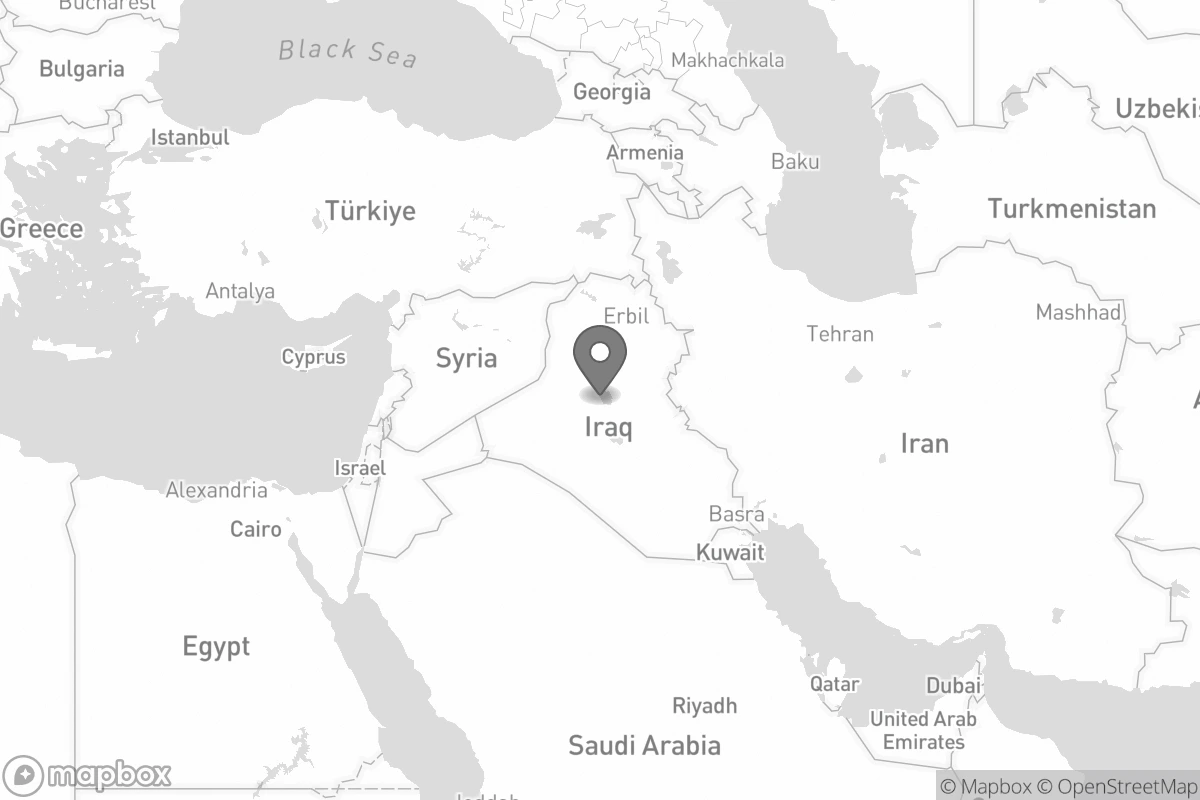 Bucharest
Black Sea
Bulgaria
Makhachkala
Georgia
Istanbul
Armenia
Baku
Türkiye
Turkmenistan
Greece
Antalya
Erbil
Mashhad
Tehran
Cyprus
Syria
Iraq
Iran
Israel
Alexandria
Basra
Cairo
Kuwait
Egypt
Qatar
Dubai
Riyadh
United Arab
Emirates
Saudi Arabia
mapbox
© Mapbox © OpenStreetMap